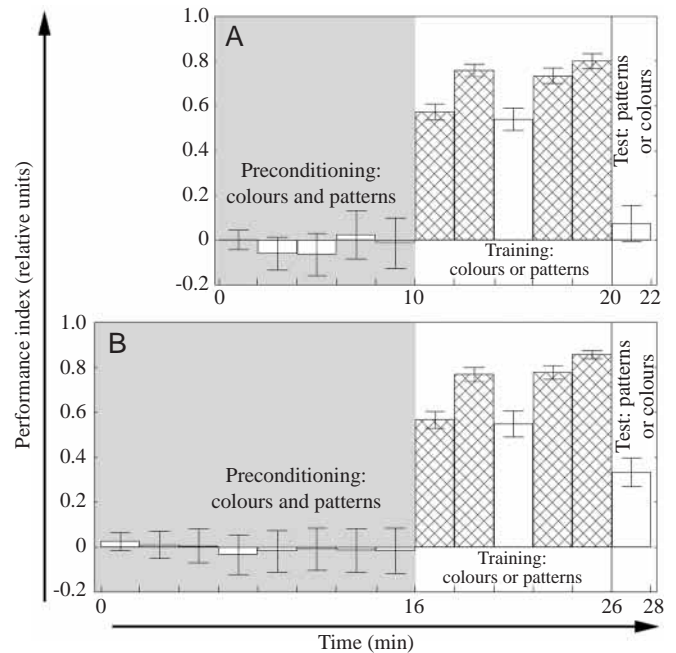 Performance index (relative units)
A
1.0
0.8
0.6
0.4
0.2
0
-0.2
Preconditioning:
colours and patterns
Training:
colours or patterns
Test: patterns
or colours
0
10
20
22
B
1.0
0.8
0.6
0.4
0.2
0
-0.2
Preconditioning:
colours and patterns
Training:
colours or patterns
Test: patterns
or colours
0
16
26
28
Time (min)